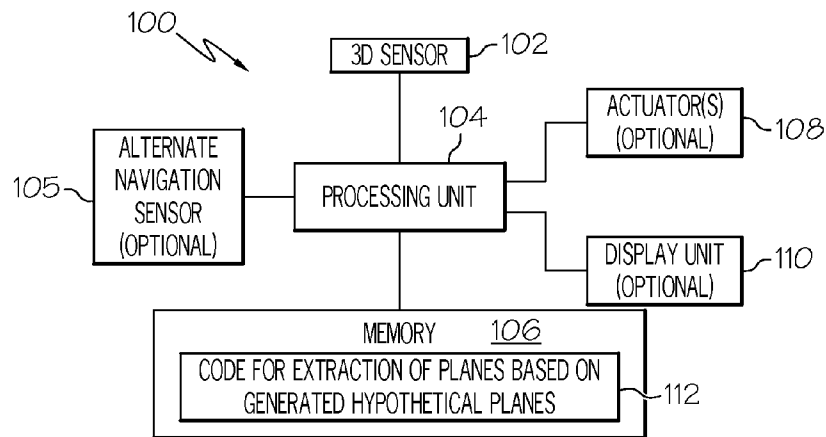 100
3D SENSOR
102
ACTUATOR(S)
(OPTIONAL)
108
104
ALTERNATE
NAVIGATION
SENSOR
(OPTIONAL)
105
PROCESSING UNIT
DISPLAY UNIT
(OPTIONAL)
110
MEMORY
106
CODE FOR EXTRACTION OF PLANES BASED ON
GENERATED HYPOTHETICAL PLANES
112